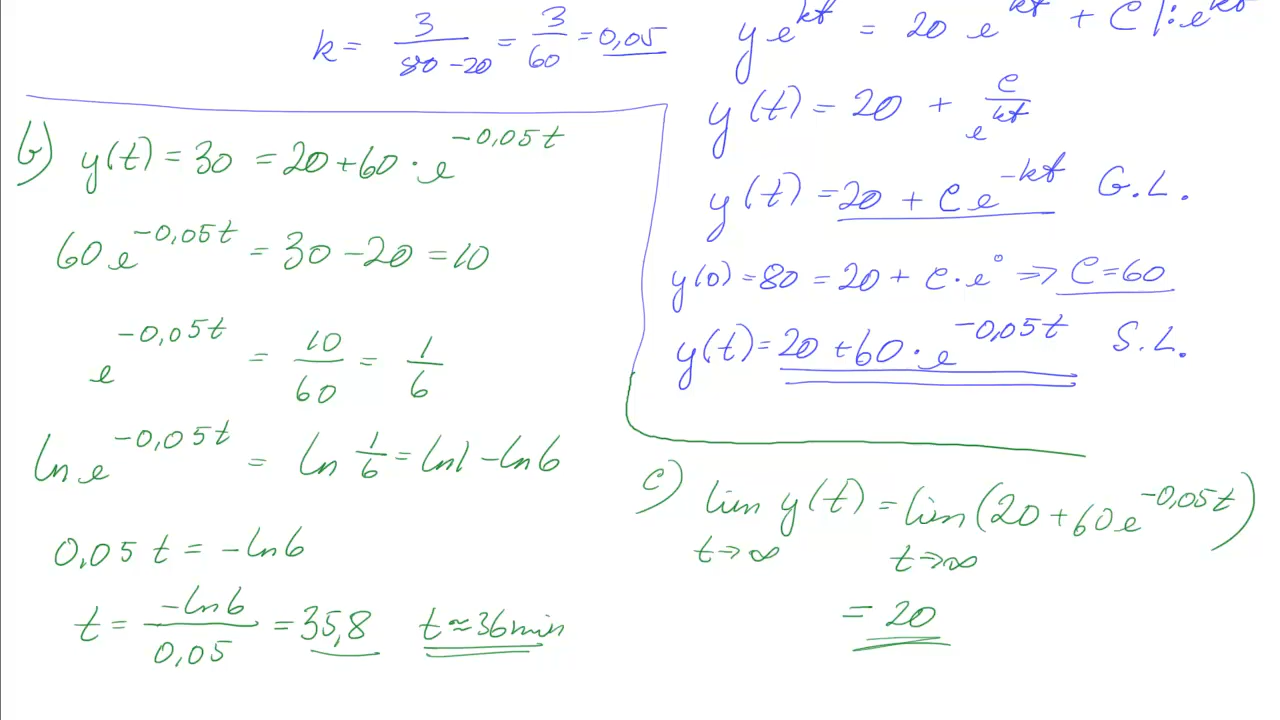 k = 3/(80 - 20) = 3/60 = 0,05
y e^{kt} = 20 e^{kt} + C |: e^{kt}
y(t) = 20 + C/e^{kt}
y(t) = 20 + C e^{-kt} G.L.
y(0) = 80 = 20 + C · e^0 => C = 60
y(t) = 20 + 60 · e^{-0,05t} S.L.
b) y(t) = 30 = 20 + 60 · e^{-0,05t}
60 e^{-0,05t} = 30 - 20 = 10
e^{-0,05t} = 10/60 = 1/6
ln e^{-0,05t} = ln 1/6 = ln1 - ln6
0,05 t = -ln6
t = -ln6/0,05 = 35,8 t ≈ 36min
c) lim_{t→∞} y(t) = lim_{t→∞} (20 + 60e^{-0,05t})
= 20